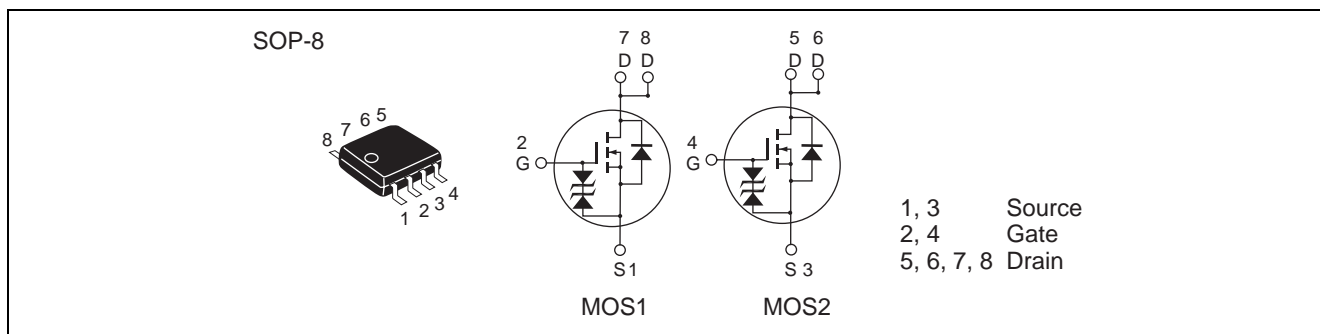 SOP-8
8 7 6 5
1 2 3 4
7 8
D D
2
G
S 1
MOS1
5 6
D D
4
G
S 3
MOS2
1, 3 Source
2, 4 Gate
5, 6, 7, 8 Drain